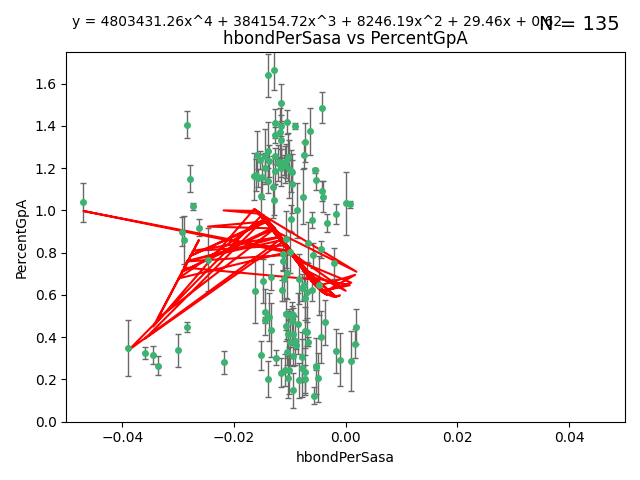 y = 4803431.26x^4 + 384154.72x^3 + 8246.19x^2 + 29.46x + 0.62
N = 135
hbondPerSasa vs PercentGpA
PercentGpA
1.6
1.4
1.2
1.0
0.8
0.6
0.4
0.2
0.0
−0.04 −0.02 0.00 0.02 0.04
hbondPerSasa